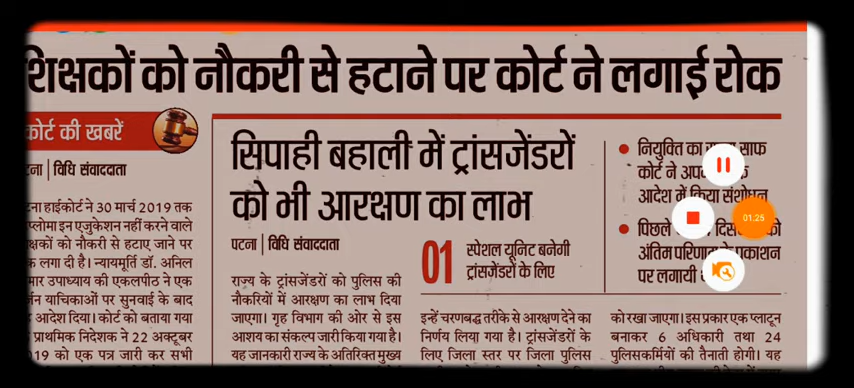 शिक्षकों को नौकरी से हटाने पर कोर्ट ने लगाई रोक
कोर्ट की खबरें
टना | विधि संवाददाता
टना हाईकोर्ट ने 30 मार्च 2019 तक
प्लोमा इन एजुकेशन नहीं करने वाले
क्षकों को नौकरी से हटाए जाने पर
क लगा दी है। न्यायमूर्ति डॉ. अनिल
मार उपाध्याय की एकलपीठ ने एक
र्जन याचिकाओं पर सुनवाई के बाद
आदेश दिया। कोर्ट को बताया गया
प्राथमिक निदेशक ने 22 अक्टूबर
019 को एक पत्र जारी कर सभी
सिपाही बहाली में ट्रांसजेंडरों
को भी आरक्षण का लाभ
पटना | विधि संवाददाता
राज्य के ट्रांसजेंडरों को पुलिस की
नौकरियों में आरक्षण का लाभ दिया
जाएगा। गृह विभाग की ओर से इस
आशय का संकल्प जारी किया गया है।
यह जानकारी राज्य के अतिरिक्त मुख्य
01 स्पेशल यूनिट बनेगी
ट्रांसजेंडरों के लिए
इन्हें चरणबद्ध तरीके से आरक्षण देने का
निर्णय लिया गया है। ट्रांसजेंडरों के
लिए जिला स्तर पर जिला पुलिस
नियुक्ति का साफ
कोर्ट ने
आदेश में किया संशोधन
पिछले को
अंतिम परिणाम के प्रकाशन
पर लगायी
को रखा जाएगा। इस प्रकार एक प्लाटून
बनाकर 6 अधिकारी तथा 24
पुलिसकर्मियों की तैनाती होगी। यह
01:25